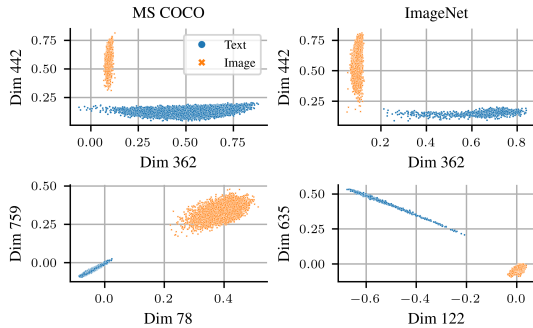 MS COCO
ImageNet
0.75
0.50
0.25
Dim 442
0.00 0.25 0.50 0.75
Dim 362
Text
Image
0.75
0.50
0.25
Dim 442
0.2 0.4 0.6 0.8
Dim 362
0.50
0.25
0.00
Dim 759
0.0 0.2 0.4
Dim 78
0.50
0.25
0.00
Dim 635
−0.6 −0.4 −0.2 0.0
Dim 122